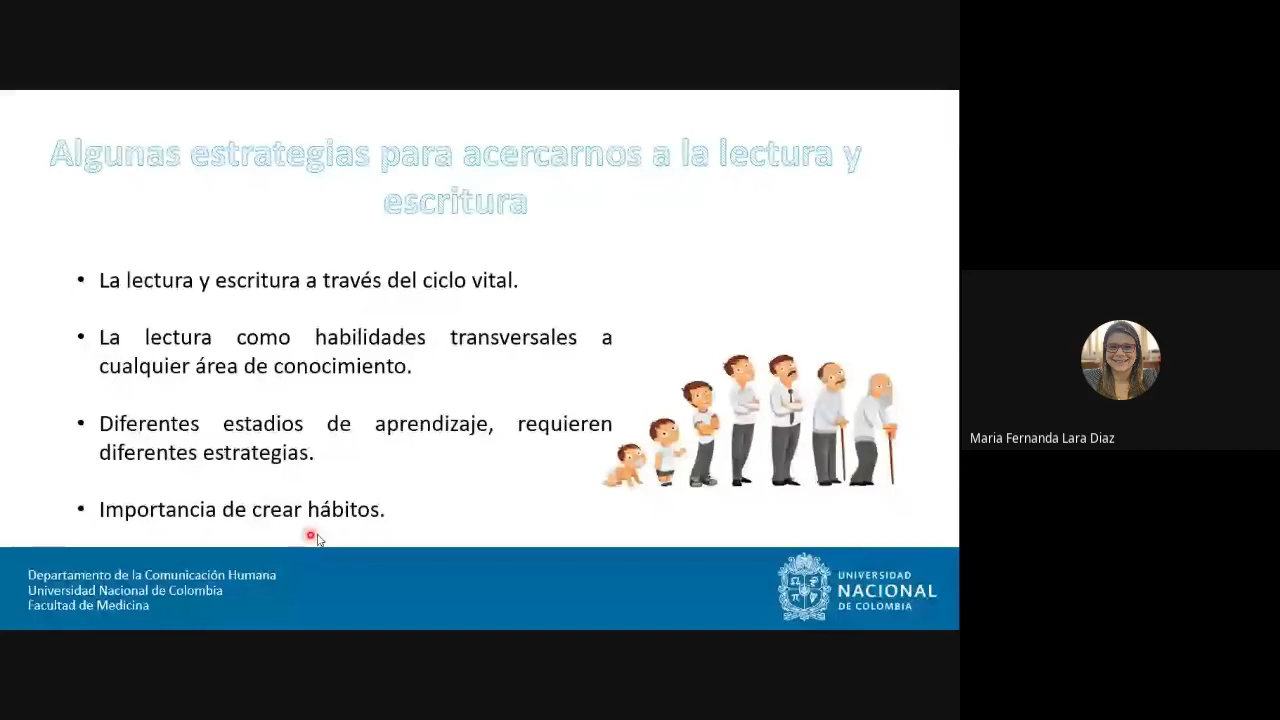 Algunas estrategias para acercarnos a la lectura y
escritura
• La lectura y escritura a través del ciclo vital.
• La lectura como habilidades transversales a
cualquier área de conocimiento.
• Diferentes estadios de aprendizaje, requieren
diferentes estrategias.
• Importancia de crear hábitos.
Departamento de la Comunicación Humana
Universidad Nacional de Colombia
Facultad de Medicina
UNIVERSIDAD
NACIONAL
DE COLOMBIA
Maria Fernanda Lara Diaz